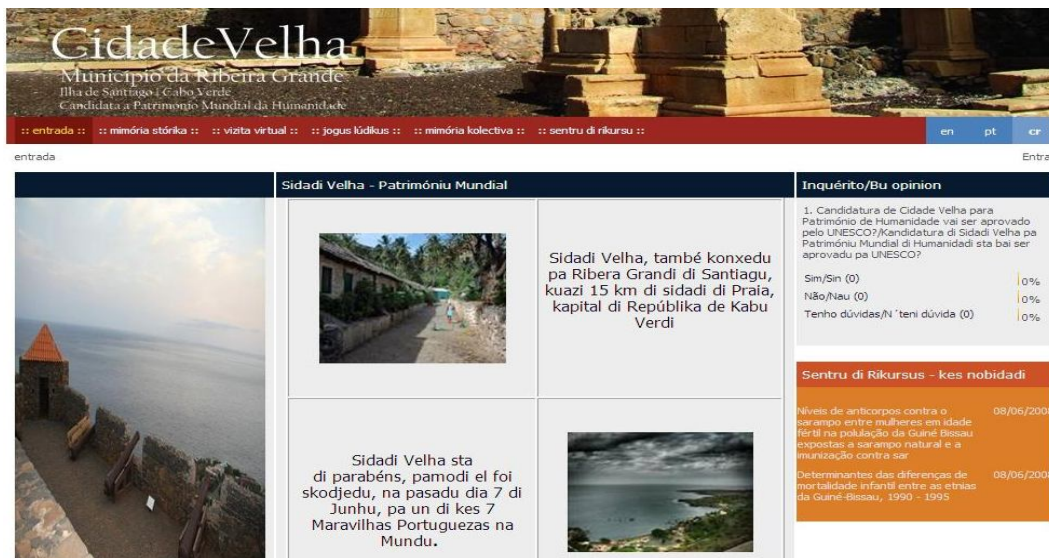 CidadeVelha
Município da Ribeira Grande
Ilha de Santiago | Cabo Verde
Candidata a Patrimonio Mundial da Humanidade
:: entrada :: :: mimória stórika :: :: vizita virtual :: :: jogus lúdikus :: :: mimória kolectiva :: :: sentru di rikursu ::
en pt cr
entrada
Entra
Sidadi Velha - Patrimóniu Mundial
Sidadi Velha, també konxedu
pa Ribera Grandi di Santiagu,
kuazi 15 km di sidadi di Praia,
kapital di Repúblika de Kabu
Verdi
Sidadi Velha sta
di parabéns, pamodi el foi
skodjedu, na pasadu dia 7 di
Junhu, pa un di kes 7
Maravilhas Portuguezas na
Mundu.
Inquérito/Bu opinion
1. Candidatura de Cidade Velha para
Património de Humanidade vai ser aprovado
pelo UNESCO?/Kandidatura di Sidadi Velha pa
Patrimóniu Mundial di Humanidadi sta bai ser
aprovadu pa UNESCO?
Sim/Sin (0) 0%
Não/Nau (0) 0%
Tenho dúvidas/N ´teni dúvida (0) 0%
Sentru di Rikursus - kes nobidadi
Níveis de anticorpos contra o 08/06/200
sarampo entre mulheres em idade
fértil na polulação da Guiné Bissau
expostas a sarampo natural e a
imunização contra sar
Determinantes das diferenças de 08/06/200
mortalidade infantil entre as etnias
da Guiné-Bissau, 1990 - 1995